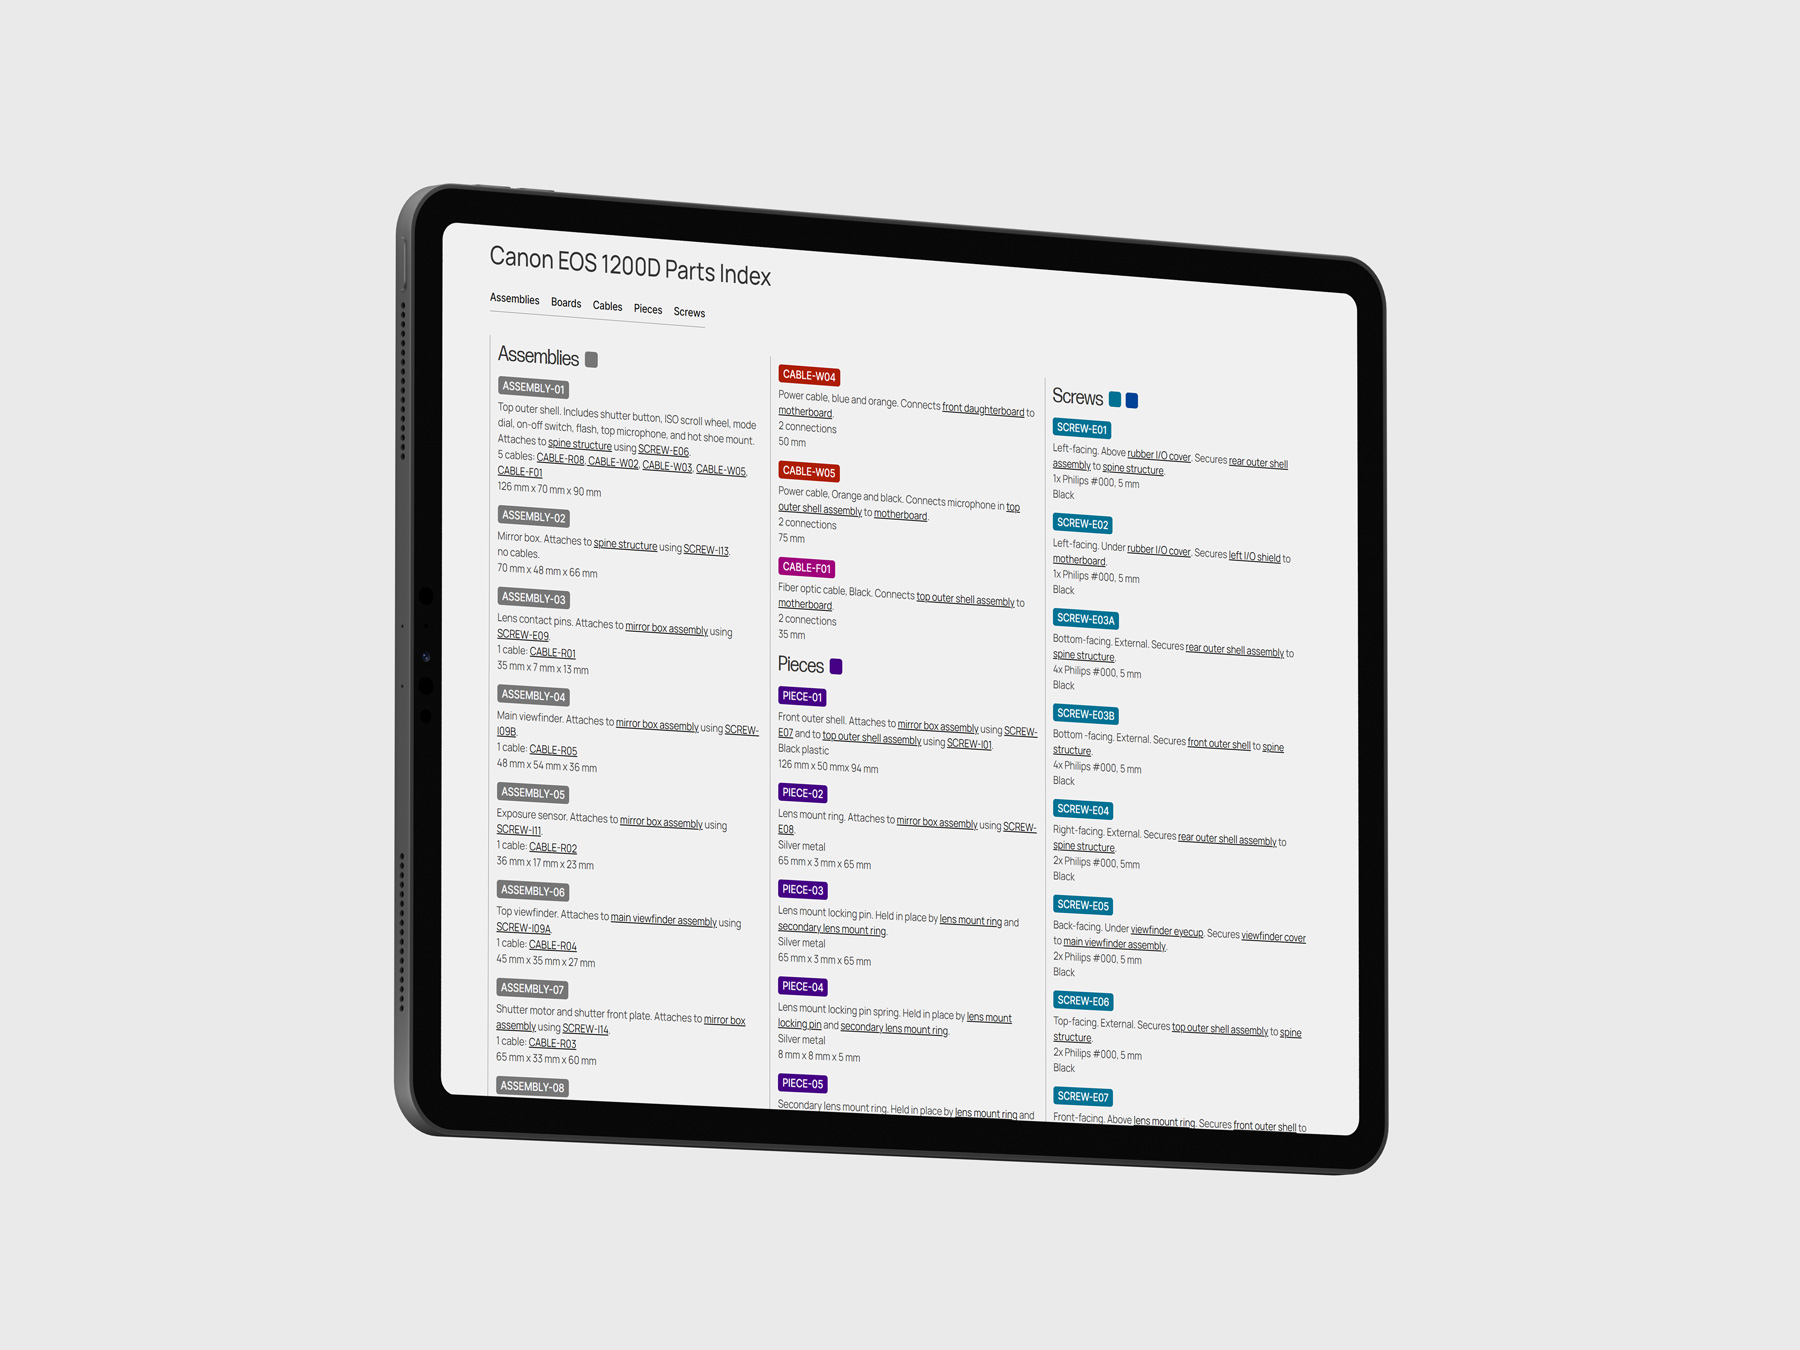 Canon EOS 1200D Parts Index
Assemblies Boards Cables Pieces Screws
Assemblies
ASSEMBLY-01
Top outer shell. Includes shutter button, ISO scroll wheel, mode
dial, on-off switch, flash, top microphone, and hot shoe mount.
Attaches to spine structure using SCREW-E06.
5 cables: CABLE-R08, CABLE-W02, CABLE-W03, CABLE-W05,
CABLE-F01
126 mm x 70 mm x 90 mm
ASSEMBLY-02
Mirror box. Attaches to spine structure using SCREW-I13.
no cables.
70 mm x 48 mm x 66 mm
ASSEMBLY-03
Lens contact pins. Attaches to mirror box assembly using
SCREW-E09.
1 cable: CABLE-R01
35 mm x 7 mm x 13 mm
ASSEMBLY-04
Main viewfinder. Attaches to mirror box assembly using SCREW-
I09B.
1 cable: CABLE-R05
48 mm x 54 mm x 36 mm
ASSEMBLY-05
Exposure sensor. Attaches to mirror box assembly using
SCREW-I11.
1 cable: CABLE-R02
36 mm x 17 mm x 23 mm
ASSEMBLY-06
Top viewfinder. Attaches to main viewfinder assembly using
SCREW-I09A.
1 cable: CABLE-R04
45 mm x 35 mm x 27 mm
ASSEMBLY-07
Shutter motor and shutter front plate. Attaches to mirror box
assembly using SCREW-I14.
1 cable: CABLE-R03
65 mm x 33 mm x 60 mm
ASSEMBLY-08
CABLE-W04
Power cable, blue and orange. Connects front daughterboard to
motherboard.
2 connections
50 mm
CABLE-W05
Power cable, Orange and black. Connects microphone in top
outer shell assembly to motherboard.
2 connections
75 mm
CABLE-F01
Fiber optic cable, Black. Connects top outer shell assembly to
motherboard.
2 connections
35 mm
Pieces
PIECE-01
Front outer shell. Attaches to mirror box assembly using SCREW-
E07 and to top outer shell assembly using SCREW-I01.
Black plastic
126 mm x 50 mmx 94 mm
PIECE-02
Lens mount ring. Attaches to mirror box assembly using SCREW-
E08.
Silver metal
65 mm x 3 mm x 65 mm
PIECE-03
Lens mount locking pin. Held in place by lens mount ring and
secondary lens mount ring.
Silver metal
65 mm x 3 mm x 65 mm
PIECE-04
Lens mount locking pin spring. Held in place by lens mount
locking pin and secondary lens mount ring.
Silver metal
8 mm x 8 mm x 5 mm
PIECE-05
Secondary lens mount ring. Held in place by lens mount ring and
Screws
SCREW-E01
Left-facing. Above rubber I/O cover. Secures rear outer shell
assembly to spine structure.
1x Philips #000, 5 mm
Black
SCREW-E02
Left-facing. Under rubber I/O cover. Secures left I/O shield to
motherboard.
1x Philips #000, 5 mm
Black
SCREW-E03A
Bottom-facing. External. Secures rear outer shell assembly to
spine structure.
4x Philips #000, 5 mm
Black
SCREW-E03B
Bottom -facing. External. Secures front outer shell to spine
structure.
4x Philips #000, 5 mm
Black
SCREW-E04
Right-facing. External. Secures rear outer shell assembly to
spine structure.
2x Philips #000, 5mm
Black
SCREW-E05
Back-facing. Under viewfinder eyecup. Secures viewfinder cover
to main viewfinder assembly.
2x Philips #000, 5 mm
Black
SCREW-E06
Top-facing. External. Secures top outer shell assembly to spine
structure.
2x Philips #000, 5 mm
Black
SCREW-E07
Front-facing. Above lens mount ring. Secures front outer shell to